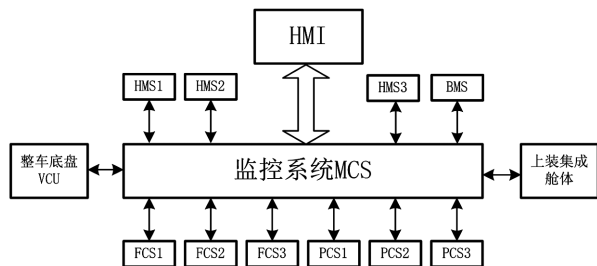 HMI
HMS1
HMS2
HMS3
BMS
整车底盘
VCU
监控系统MCS
上装集成
舱体
FCS1
FCS2
FCS3
PCS1
PCS2
PCS3